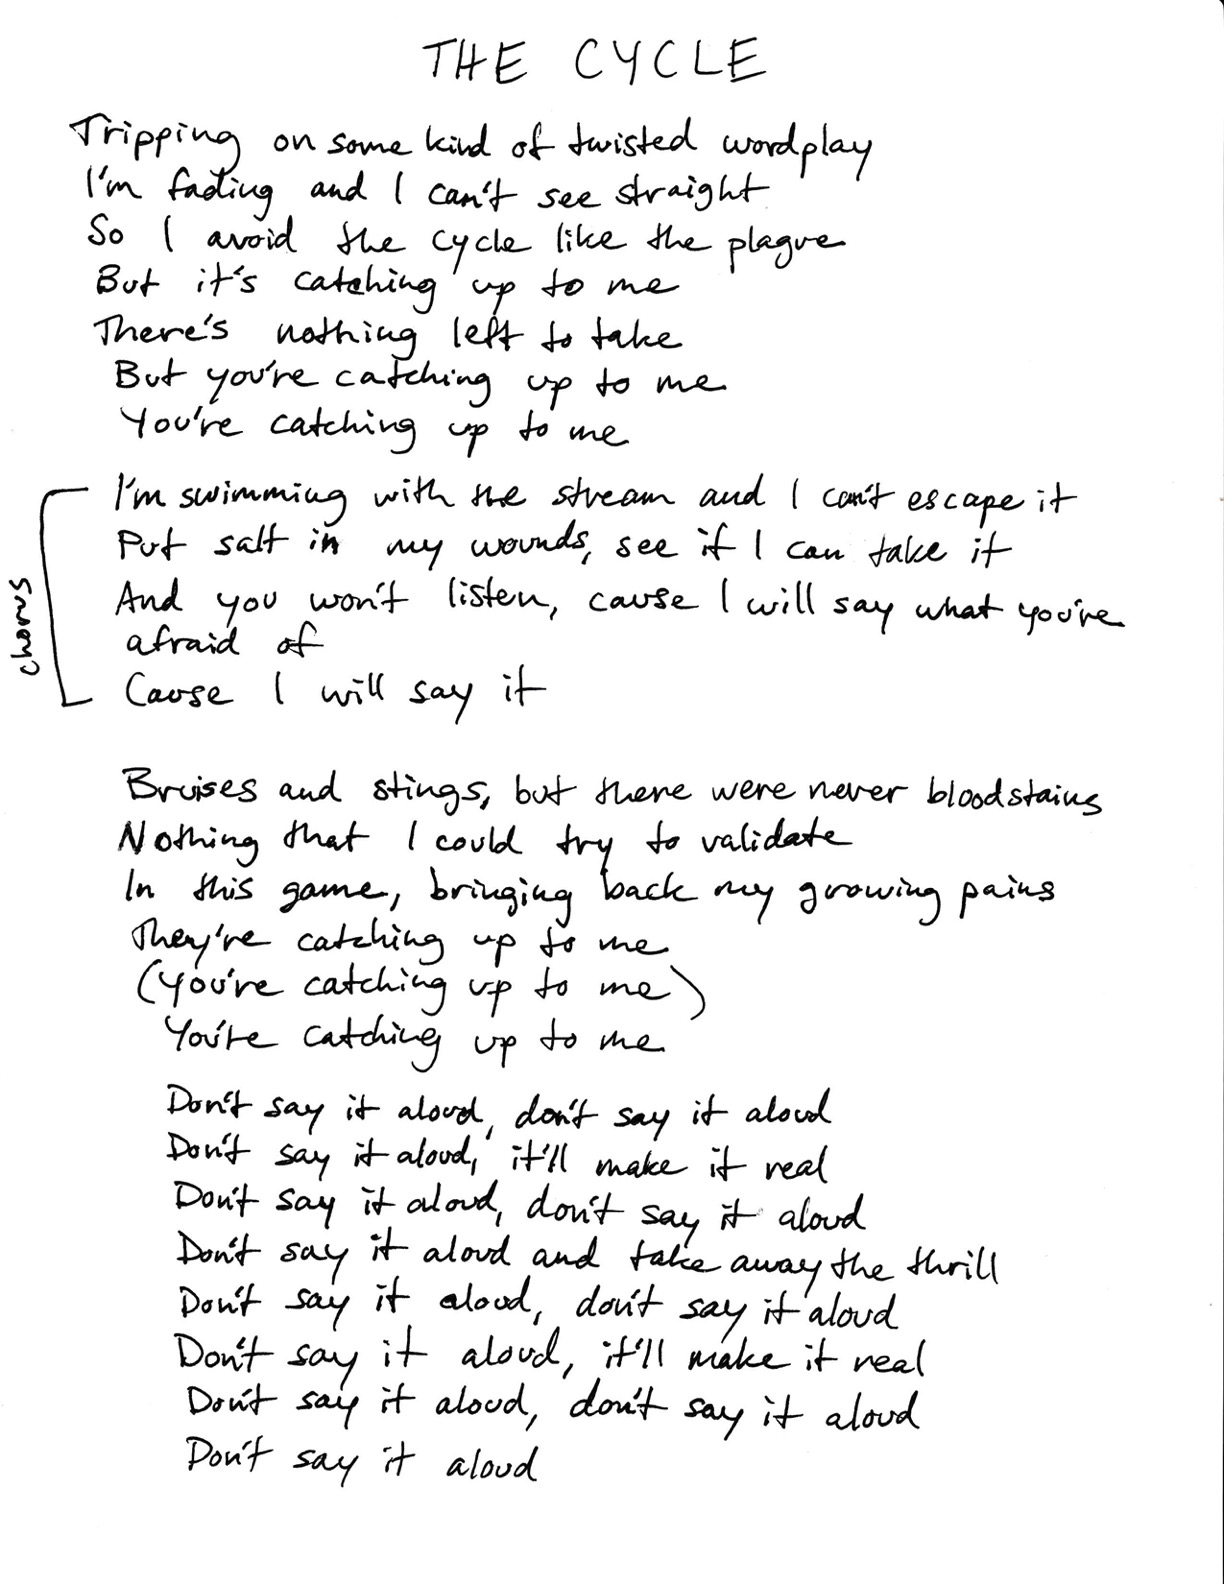 THE CYCLE
Tripping on some kind of twisted wordplay
I'm fading and I can't see straight
So I avoid the cycle like the plague
But it's catching up to me
There's nothing left to take
But you're catching up to me
You're catching up to me
chorus
I'm swimming with the stream and I can't escape it
Put salt in my wounds, see if I can take it
And you won't listen, cause I will say what you're
afraid of
Cause I will say it
Bruises and stings, but there were never bloodstains
Nothing that I could try to validate
In this game, bringing back my growing pains
They're catching up to me
(You're catching up to me)
You're catching up to me
Don't say it aloud, don't say it aloud
Don't say it aloud, it'll make it real
Don't say it aloud, don't say it aloud
Don't say it aloud and take away the thrill
Don't say it aloud, don't say it aloud
Don't say it aloud, it'll make it real
Don't say it aloud, don't say it aloud
Don't say it aloud